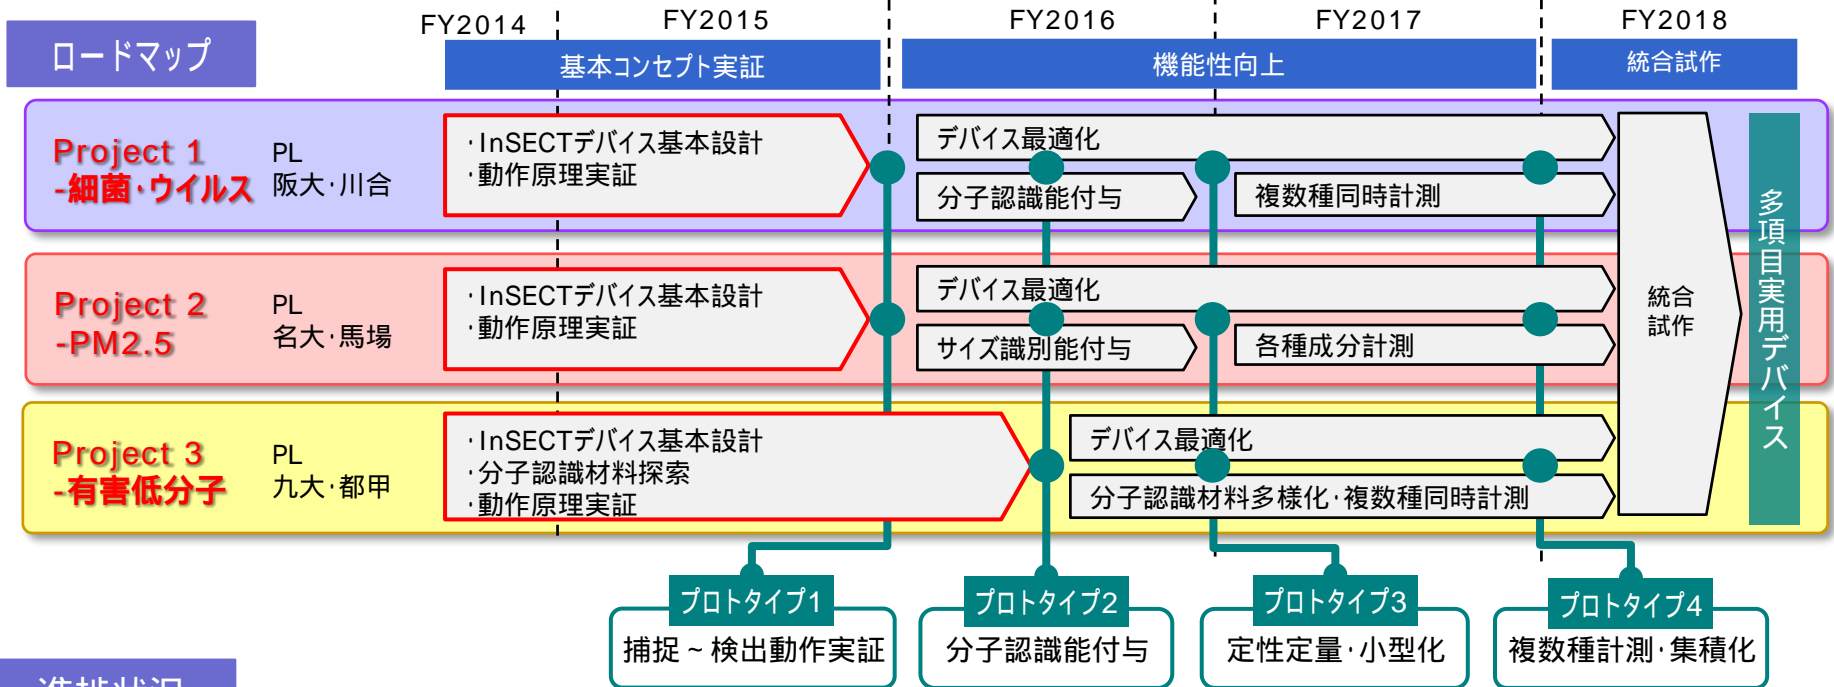 ロードマップ
FY2014
FY2015
FY2016
FY2017
FY2018
基本コンセプト実証
機能性向上
統合試作
Project 1
-細菌・ウイルス
PL
阪大・川合
・InSECTデバイス基本設計
・動作原理実証
デバイス最適化
分子認識能付与
複数種同時計測
Project 2
-PM2.5
PL
名大・馬場
・InSECTデバイス基本設計
・動作原理実証
デバイス最適化
サイズ識別能付与
各種成分計測
Project 3
-有害低分子
PL
九大・都甲
・InSECTデバイス基本設計
・分子認識材料探索
・動作原理実証
デバイス最適化
分子認識材料多様化・複数種同時計測
統合
試作
多項目実用デバイス
プロトタイプ1
捕捉~検出動作実証
プロトタイプ2
分子認識能付与
プロトタイプ3
定性定量・小型化
プロトタイプ4
複数種計測・集積化
進捗状況